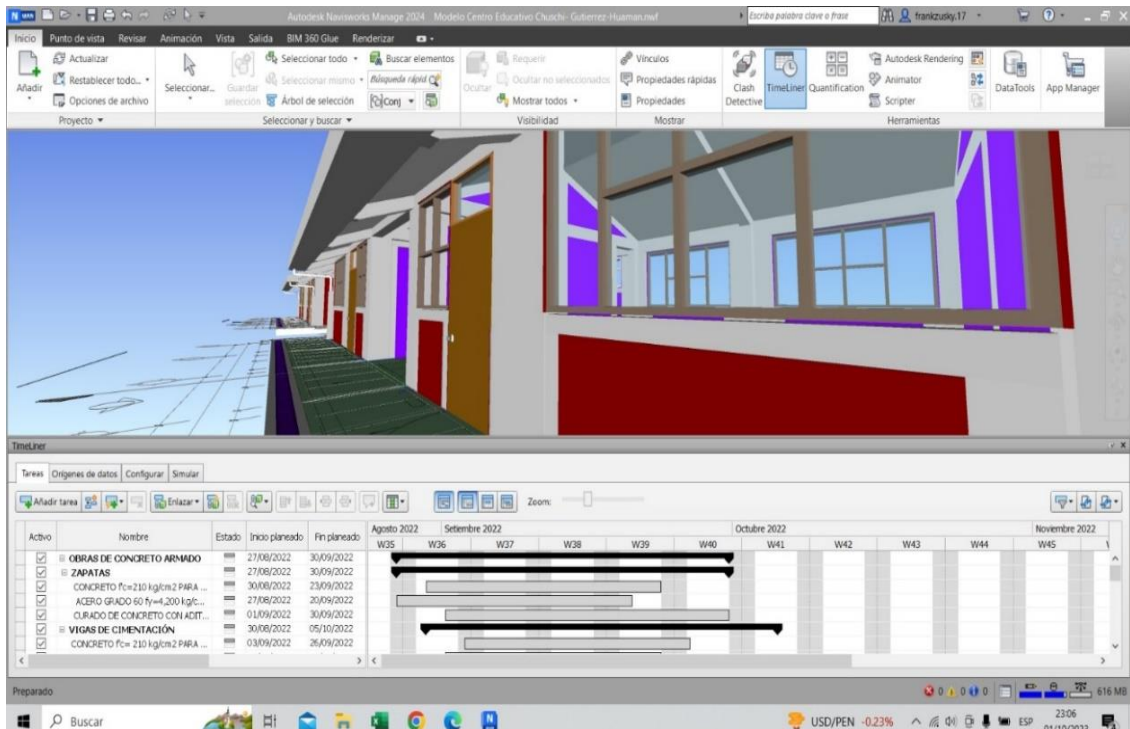 Autodesk Navisworks Manage 2024 Modelo Centro Educativo Chuschi- Gutierrez-Huaman.nwf
Escriba palabra clave o frase
frankzusky.17
Inicio Punto de vista Revisar Animación Vista Salida BIM 360 Glue Renderizar
Añadir
Actualizar
Restablecer todo...
Opciones de archivo
Proyecto
Seleccionar...
Guardar selección
Seleccionar todo
Seleccionar mismo
Árbol de selección
Buscar elementos
Búsqueda rápid
Conj
Seleccionar y buscar
Ocultar
Requerir
Ocultar no seleccionados
Mostrar todos
Visibilidad
Vínculos
Propiedades rápidas
Propiedades
Mostrar
Clash Detective
TimeLiner
Quantification
Autodesk Rendering
Animator
Scripter
Herramientas
DataTools
App Manager
TimeLiner
Tareas Orígenes de datos Configurar Simular
Añadir tarea
Enlazar
Zoom:
Activo Nombre Estado Inicio planeado Fin planeado
Agosto 2022 Setiembre 2022 Octubre 2022 Noviembre 2022
W35 W36 W37 W38 W39 W40 W41 W42 W43 W44 W45
OBRAS DE CONCRETO ARMADO 27/08/2022 30/09/2022
ZAPATAS 27/08/2022 30/09/2022
CONCRETO f'c=210 kg/cm2 PARA ... 30/08/2022 23/09/2022
ACERO GRADO 60 fy=4,200 kg/c... 27/08/2022 20/09/2022
CURADO DE CONCRETO CON ADIT... 01/09/2022 30/09/2022
VIGAS DE CIMENTACIÓN 30/08/2022 05/10/2022
CONCRETO f'c= 210 kg/cm2 PARA ... 03/09/2022 26/09/2022
Preparado
0 0 0 616 MB
Buscar
USD/PEN -0.23%
ESP
23:06
01/10/2023